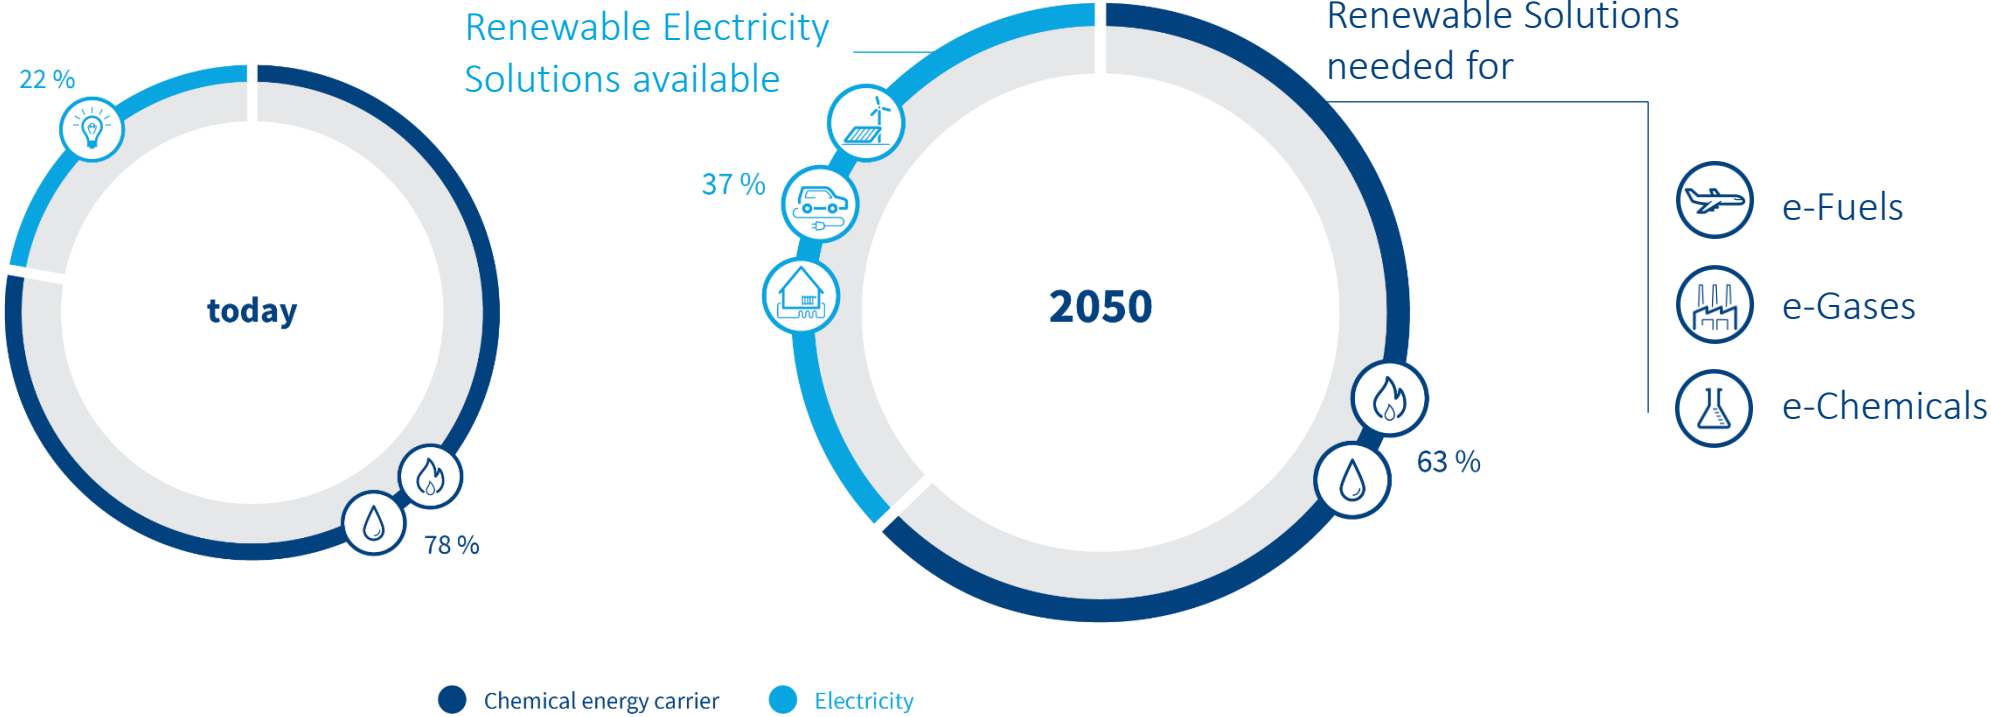 Renewable Electricity
Solutions available
Renewable Solutions
needed for
22 %
today
78 %
37 %
2050
63 %
e-Fuels
e-Gases
e-Chemicals
Chemical energy carrier
Electricity